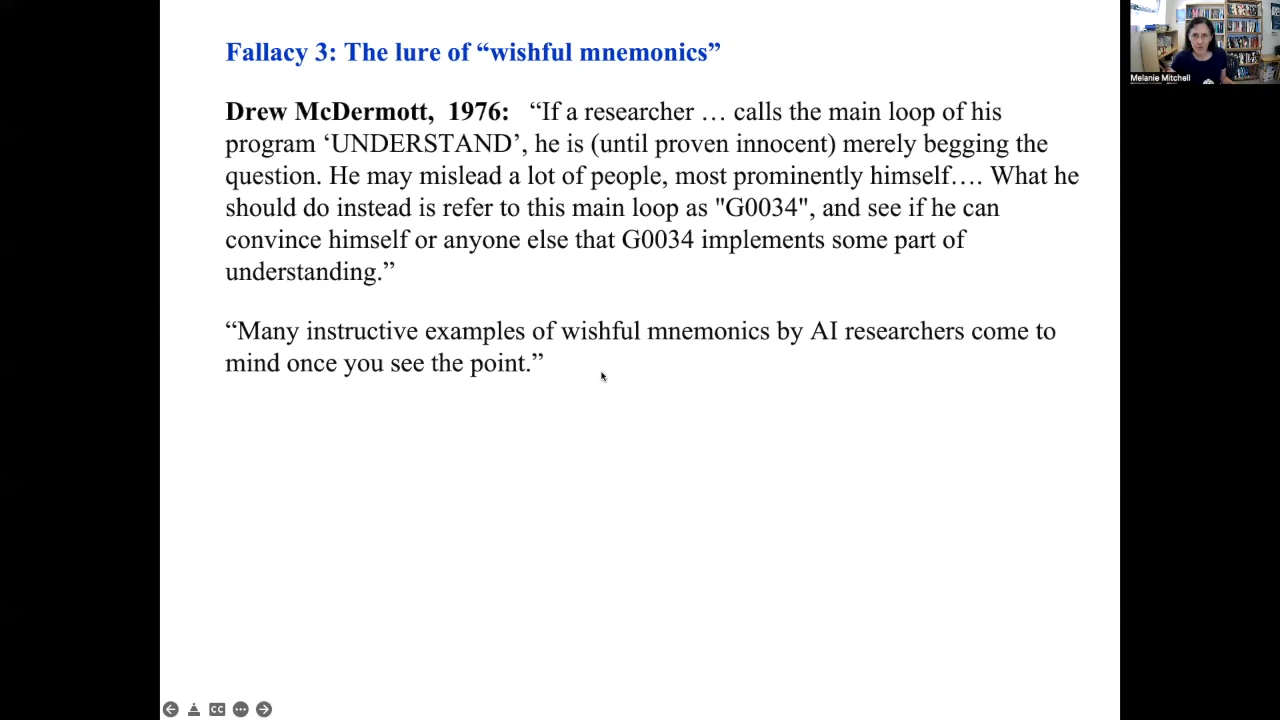 Fallacy 3: The lure of “wishful mnemonics”
Melanie Mitchell
Drew McDermott, 1976: “If a researcher … calls the main loop of his
program ‘UNDERSTAND’, he is (until proven innocent) merely begging the
question. He may mislead a lot of people, most prominently himself…. What he
should do instead is refer to this main loop as "G0034", and see if he can
convince himself or anyone else that G0034 implements some part of
understanding.”
“Many instructive examples of wishful mnemonics by AI researchers come to
mind once you see the point.”
CC